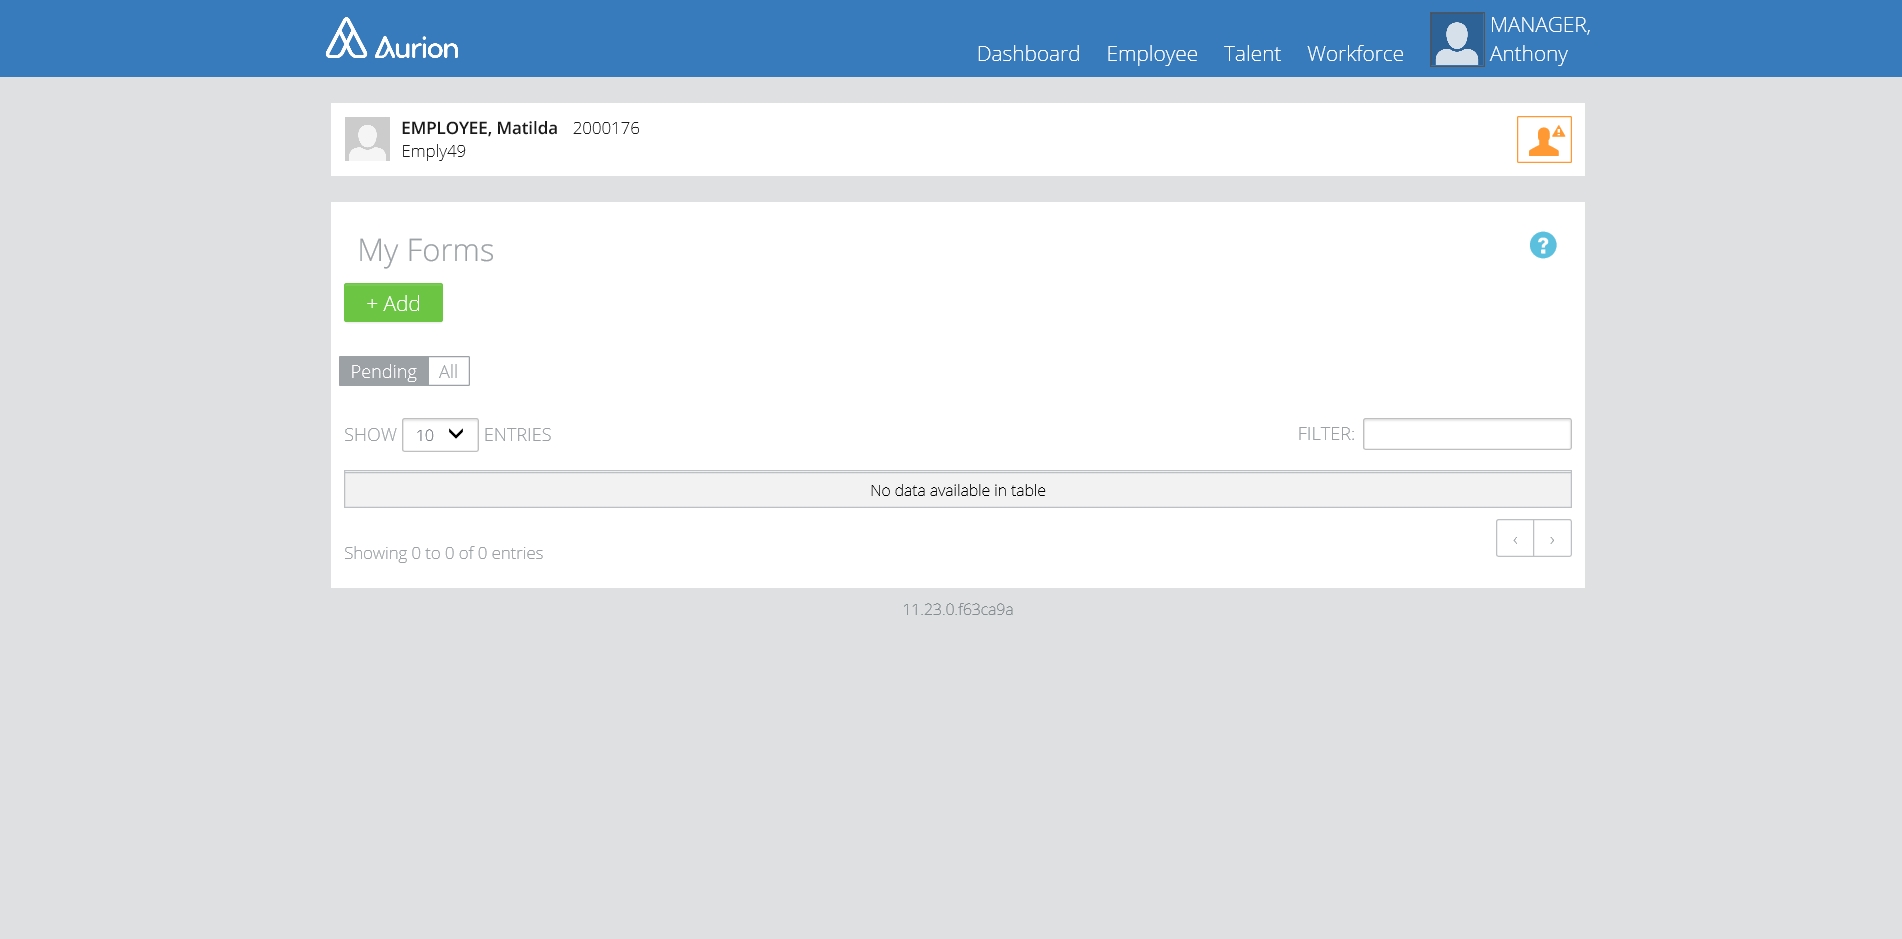 Aurion
Dashboard Employee Talent Workforce
MANAGER,
Anthony
EMPLOYEE, Matilda 2000176
Emply49
My Forms
?
+ Add
Pending All
SHOW 10 ENTRIES
FILTER:
No data available in table
‹ ›
Showing 0 to 0 of 0 entries
11.23.0.f63ca9a